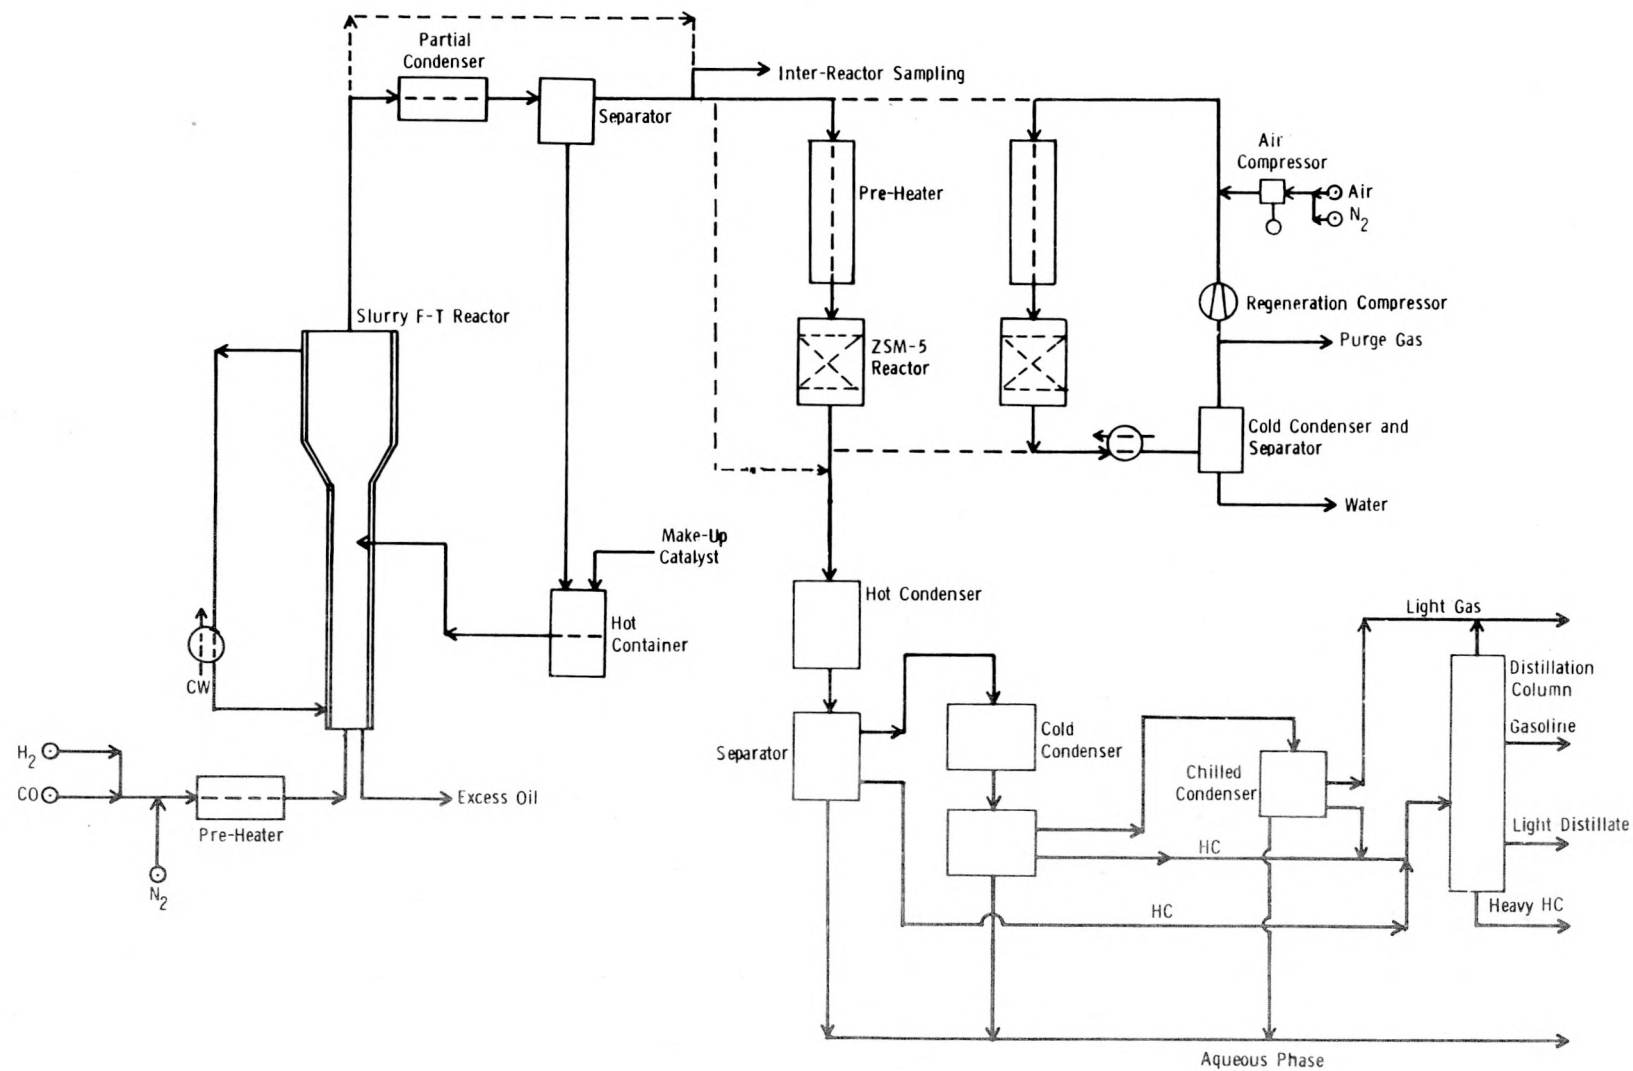 Partial
Condenser
Inter-Reactor Sampling
Separator
Air
Compressor
Air
N2
Pre-Heater
Regeneration Compressor
Slurry F-T Reactor
Purge Gas
ZSM-5
Reactor
Cold Condenser and
Separator
Water
Make-Up
Catalyst
Hot Condenser
Light Gas
Hot
Container
CW
Distillation
Column
Cold
Condenser
Gasoline
H2
Separator
Chilled
Condenser
CO
Excess Oil
Pre-Heater
Light Distillate
HC
N2
HC
Heavy HC
Aqueous Phase